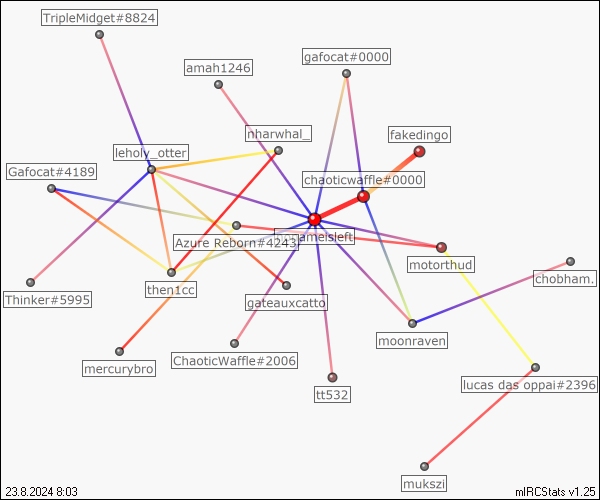 TripleMidget#8824
gafocat#0000
amah1246
fakedingo
nharwhal_
leholy_otter
Gafocat#4189
chaoticwaffle#0000
Azure Reborn#4243
motorthud
chobham.
then1cc
Thinker#5995
gateauxcatto
moonraven
mercurybro
ChaoticWaffle#2006
lucas das oppai#2396
tt532
mukszi
23.8.2024 8:03
mIRCStats v1.25